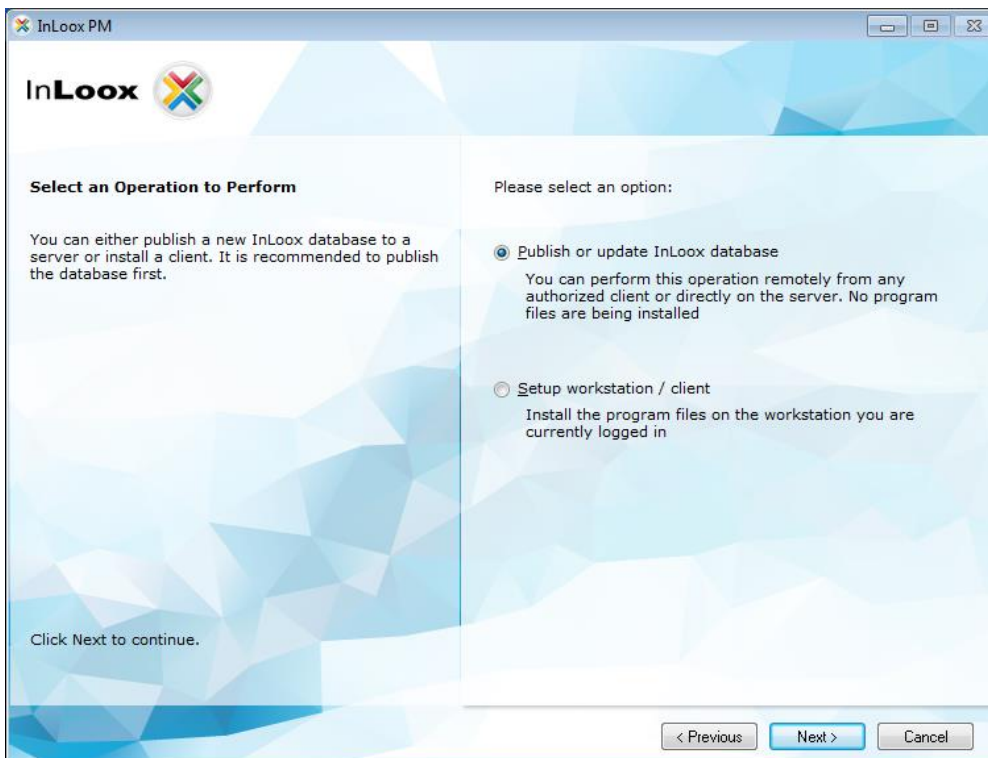 InLoox PM
InLoox
Select an Operation to Perform
You can either publish a new InLoox database to a
server or install a client. It is recommended to publish
the database first.
Click Next to continue.
Please select an option:
Publish or update InLoox database
You can perform this operation remotely from any
authorized client or directly on the server. No program
files are being installed
Setup workstation / client
Install the program files on the workstation you are
currently logged in
< Previous
Next >
Cancel